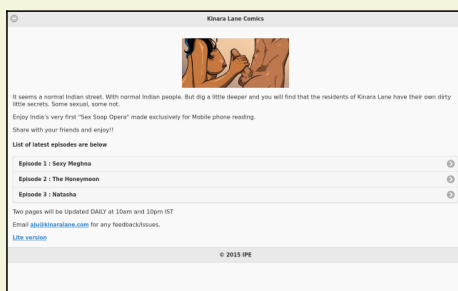 Kinara Lane Comics
It seems a normal Indian street. With normal Indian people. But dig a little deeper and you will find that the residents of Kinara Lane have their own dirty
little secrets. Some sexual, some not.
Enjoy India's very first "Sex Soap Opera" made exclusively for Mobile phone reading.
Share with your friends and enjoy!!
List of latest episodes are below
Episode 1 : Sexy Meghna
Episode 2 : The Honeymoon
Episode 3 : Natasha
Two pages will be Updated DAILY at 10am and 10pm IST
Email aju@kinaralane.com for any feedback/issues.
Lite version
© 2015 IPE